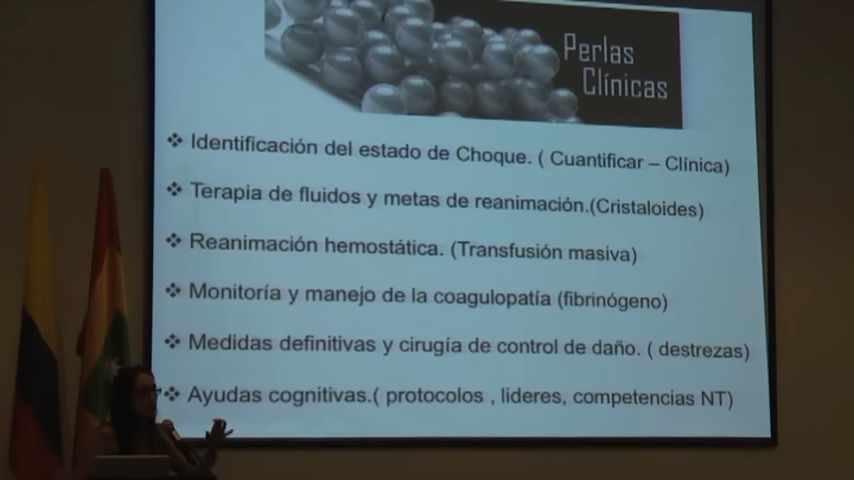 Perlas
Clínicas
❖ Identificación del estado de Choque. ( Cuantificar – Clínica)
❖ Terapia de fluidos y metas de reanimación.(Cristaloides)
❖ Reanimación hemostática. (Transfusión masiva)
❖ Monitoría y manejo de la coagulopatía (fibrinógeno)
❖ Medidas definitivas y cirugía de control de daño. ( destrezas)
❖ Ayudas cognitivas.( protocolos , lideres, competencias NT)